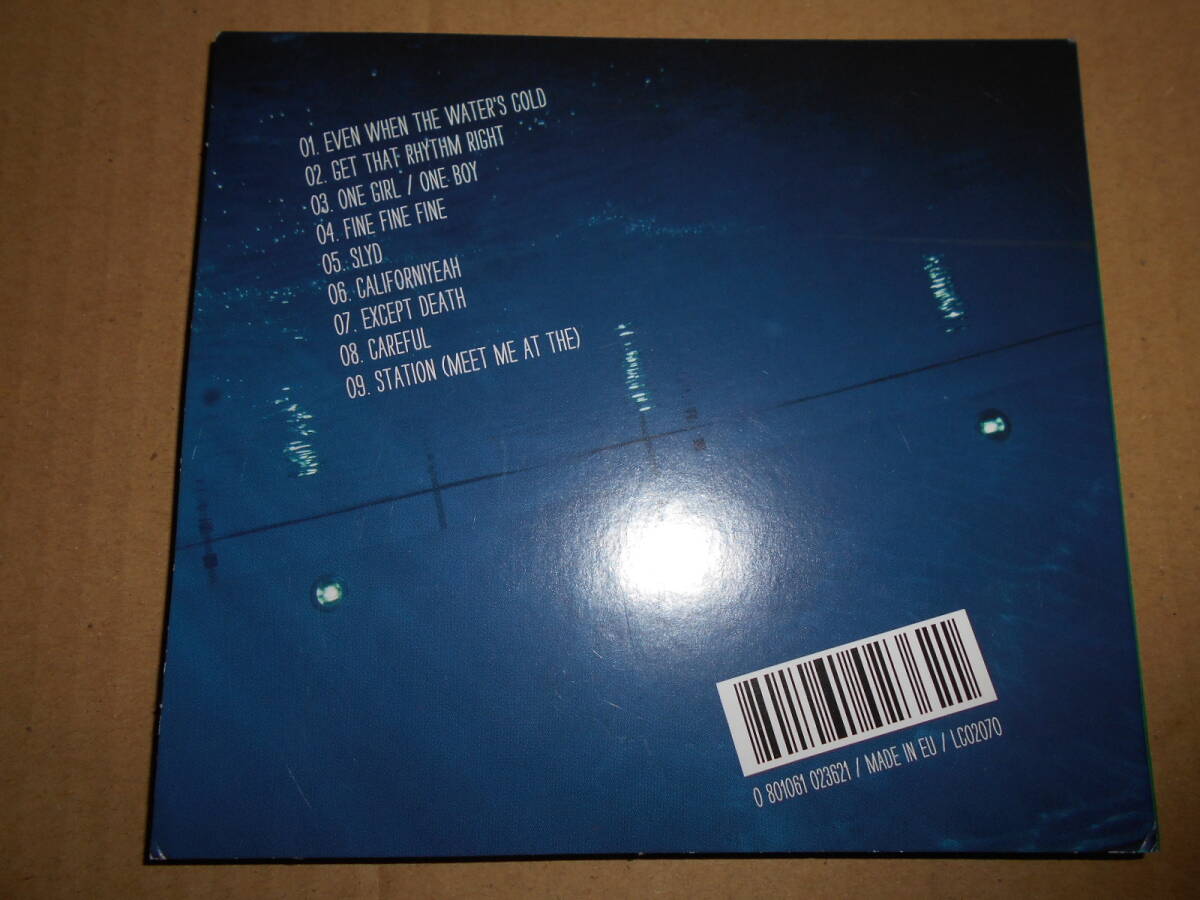 01. EVEN WHEN THE WATER'S COLD
02. GET THAT RHYTHM RIGHT
03. ONE GIRL / ONE BOY
04. FINE FINE FINE
05. SLYD
06. CALIFORNIYEAH
07. EXCEPT DEATH
08. CAREFUL
09. STATION (MEET ME AT THE)
0 801061 023621 / MADE IN EU / LC02070